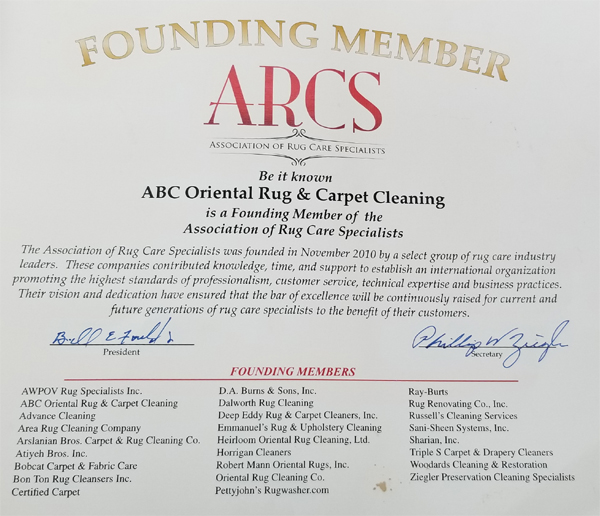 FOUNDING MEMBER
ARCS
ASSOCIATION OF RUG CARE SPECIALISTS
Be it known
ABC Oriental Rug & Carpet Cleaning
is a Founding Member of the
Association of Rug Care Specialists
The Association of Rug Care Specialists was founded in November 2010 by a select group of rug care industry
leaders. These companies contributed knowledge, time, and support to establish an international organization
promoting the highest standards of professionalism, customer service, technical expertise and business practices.
Their vision and dedication have ensured that the bar of excellence will be continuously raised for current and
future generations of rug care specialists to the benefit of their customers.
Phillip W Ziegler
President
Secretary
FOUNDING MEMBERS
AWPOV Rug Specialists Inc.
ABC Oriental Rug & Carpet Cleaning
Advance Cleaning
Area Rug Cleaning Company
Arslanian Bros. Carpet & Rug Cleaning Co.
Atiyeh Bros. Inc.
Bobcat Carpet & Fabric Care
Bon Ton Rug Cleansers Inc.
Certified Carpet
D.A. Burns & Sons, Inc.
Dalworth Rug Cleaning
Deep Eddy Rug & Carpet Cleaners, Inc.
Emmanuel's Rug & Upholstery Cleaning
Heirloom Oriental Rug Cleaning, Ltd.
Horrigan Cleaners
Robert Mann Oriental Rugs, Inc.
Oriental Rug Cleaning Co.
Pettyjohn's Rugwasher.com
Ray-Burts
Rug Renovating Co., Inc.
Russell's Cleaning Services
Sani-Sheen Systems, Inc.
Sharian, Inc.
Triple S Carpet & Drapery Cleaners
Woodards Cleaning & Restoration
Ziegler Preservation Cleaning Specialists